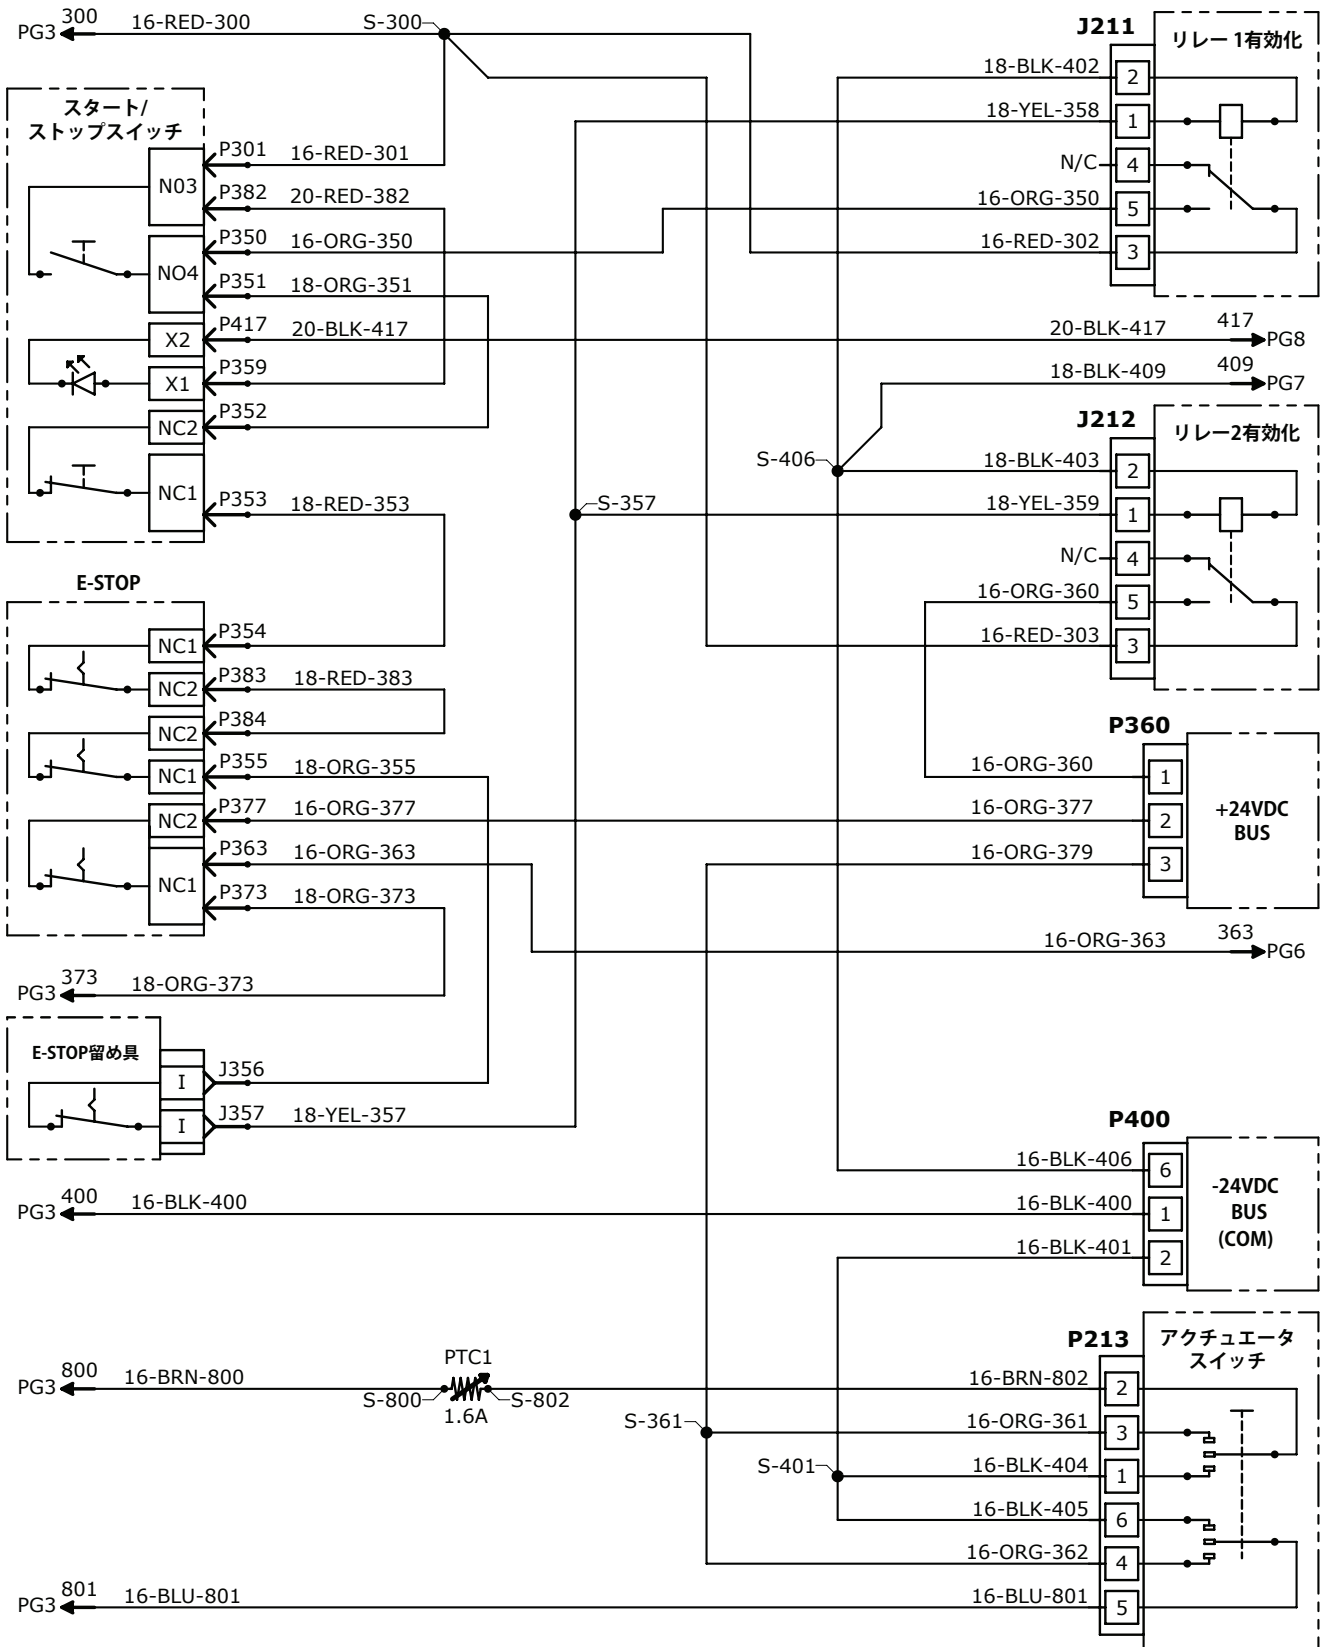 PG3
300
16-RED-300
S-300
スタート/
ストップスイッチ
N03
P301
16-RED-301
P382
20-RED-382
NO4
P350
16-ORG-350
P351
18-ORG-351
X2
P417
20-BLK-417
X1
P359
NC2
P352
NC1
P353
18-RED-353
E-STOP
NC1
P354
NC2
P383
18-RED-383
NC2
P384
NC1
P355
18-ORG-355
NC2
P377
16-ORG-377
NC1
P363
16-ORG-363
P373
18-ORG-373
PG3
373
18-ORG-373
E-STOP留め具
I
J356
I
J357
18-YEL-357
PG3
400
16-BLK-400
PG3
800
16-BRN-800
PTC1
S-800
S-802
1.6A
PG3
801
16-BLU-801
J211
リレー 1有効化
18-BLK-402
2
18-YEL-358
1
N/C
4
16-ORG-350
5
16-RED-302
3
20-BLK-417
417
PG8
18-BLK-409
409
PG7
J212
リレー2有効化
S-406
18-BLK-403
2
S-357
18-YEL-359
1
N/C
4
16-ORG-360
5
16-RED-303
3
P360
16-ORG-360
1
16-ORG-377
2
16-ORG-379
3
+24VDC
BUS
16-ORG-363
363
PG6
P400
16-BLK-406
6
16-BLK-400
1
16-BLK-401
2
-24VDC
BUS
(COM)
P213
アクチュエータ
スイッチ
16-BRN-802
2
S-361
16-ORG-361
3
S-401
16-BLK-404
1
16-BLK-405
6
16-ORG-362
4
16-BLU-801
5